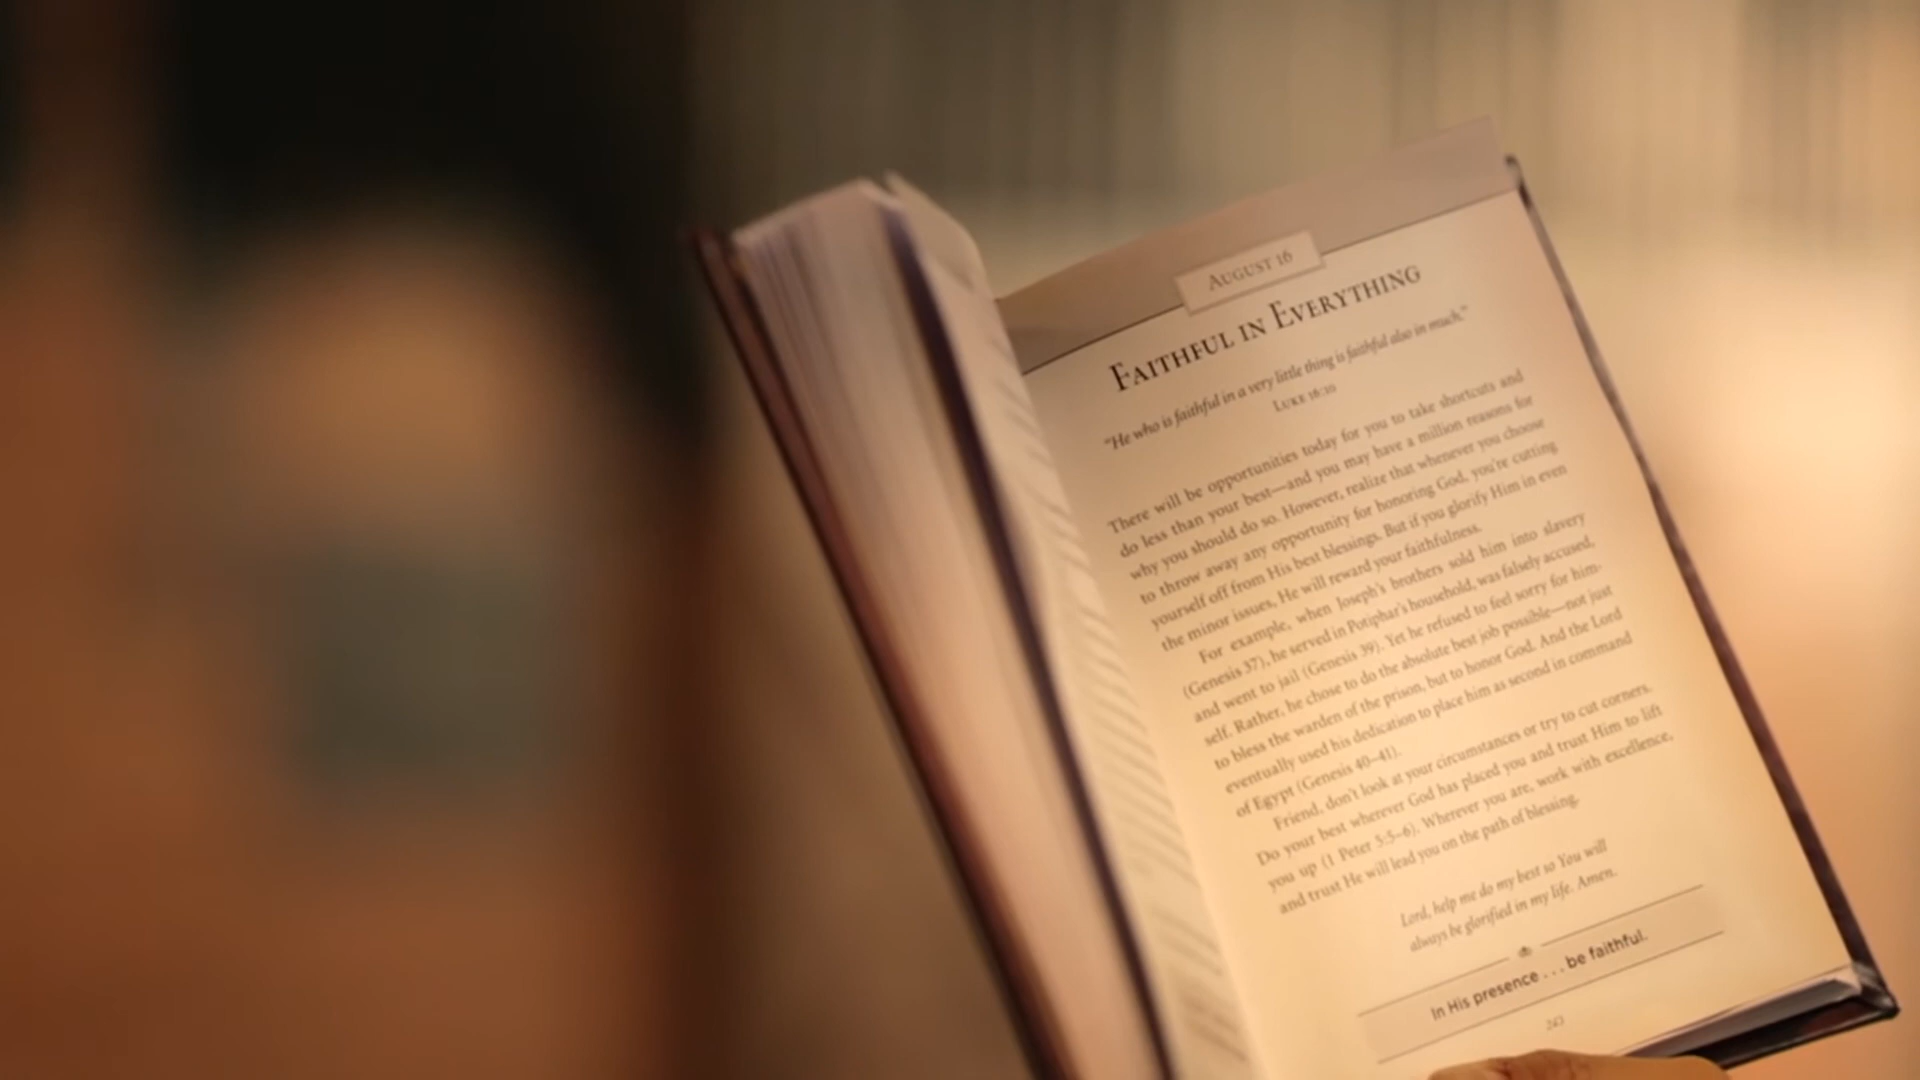 AUGUST 16
FAITHFUL IN EVERYTHING
“He who is faithful in a very little thing is faithful also in much.”
LUKE 16:10
There will be opportunities today for you to take shortcuts and
do less than your best—and you may have a million reasons for
why you should do so. However, realize that whenever you choose
to throw away any opportunity for honoring God, you're cutting
yourself off from His best blessings. But if you glorify Him in even
the minor issues, He will reward your faithfulness.
For example, when Joseph's brothers sold him into slavery
(Genesis 37), he served in Potiphar's household, was falsely accused,
and went to jail (Genesis 39). Yet he refused to feel sorry for him-
self. Rather, he chose to do the absolute best job possible—not just
to bless the warden of the prison, but to honor God. And the Lord
eventually used his dedication to place him as second in command
of Egypt (Genesis 40–41).
Friend, don't look at your circumstances or try to cut corners.
Do your best wherever God has placed you and trust Him to lift
you up (1 Peter 5:5–6). Wherever you are, work with excellence,
and trust He will lead you on the path of blessing.
Lord, help me do my best so You will
always be glorified in my life. Amen.
In His presence . . . be faithful.